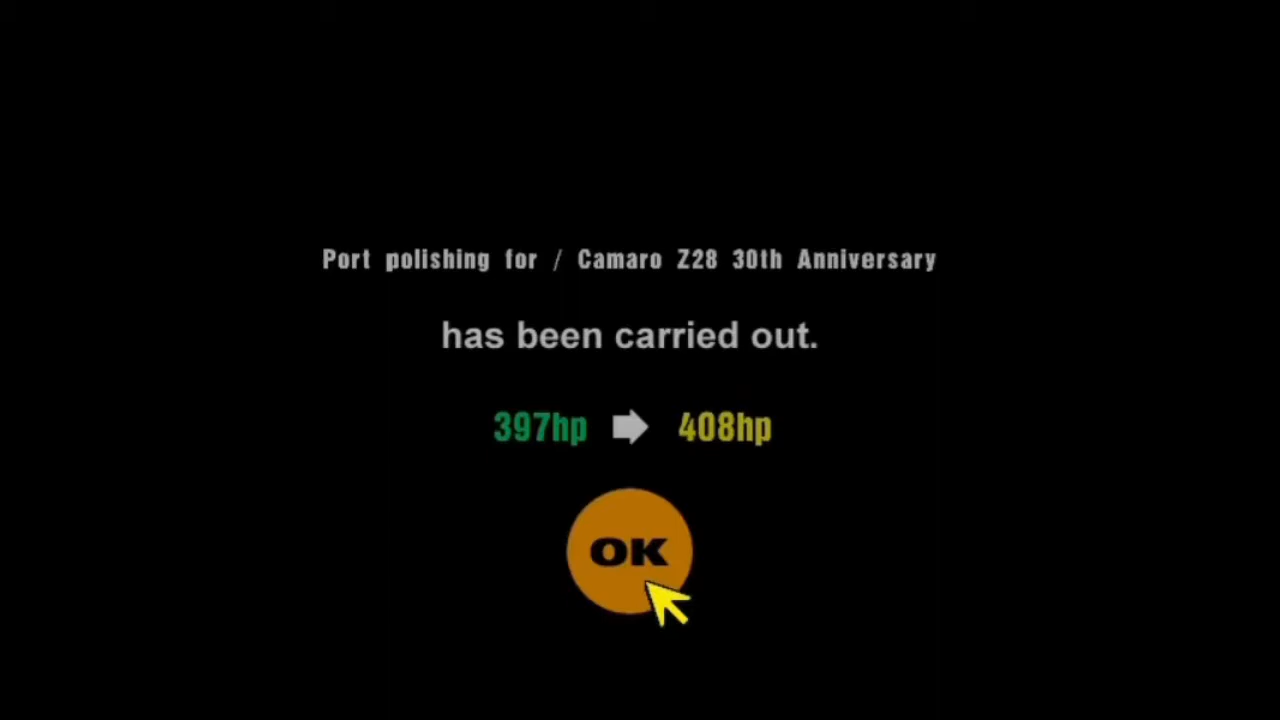 Port polishing for / Camaro Z28 30th Anniversary
has been carried out.
397hp 408hp
OK